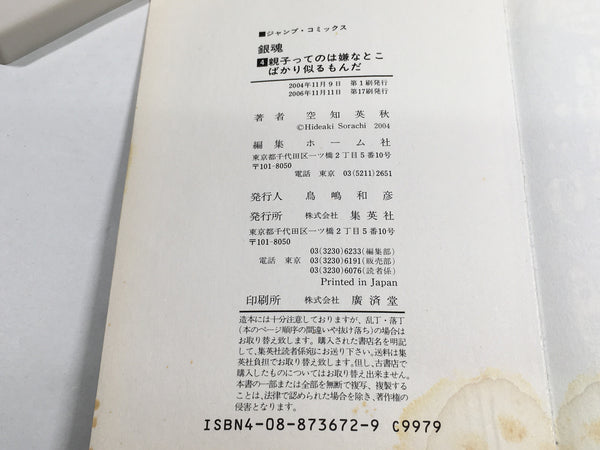 ■ジャンプ・コミックス
銀魂
4親子ってのは嫌なとこ
ばかり似るもんだ
2004年11月9日 第1刷発行
2006年11月11日 第17刷発行
著者 空知英秋
©Hideaki Sorachi 2004
編集 ホーム社
東京都千代田区一ツ橋2丁目5番10号
〒101-8050
電話 東京 03(5211)2651
発行人 鳥嶋和彦
発行所 株式会社 集英社
東京都千代田区一ツ橋2丁目5番10号
〒101-8050
03(3230)6233(編集部)
電話 東京 03(3230)6191(販売部)
03(3230)6076(読者係)
Printed in Japan
印刷所 株式会社 廣済堂
造本には十分注意しておりますが、乱丁・落丁
(本のページ順序の間違いや抜け落ち)の場合は
お取り替え致します。購入された書店名を明記
して、集英社読者係宛にお送り下さい。送料は集
英社負担でお取り替え致します。但し、古書店で
購入したものについてはお取り替え出来ません。
本書の一部または全部を無断で複写、複製する
ことは、法律で認められた場合を除き、著作権の
侵害となります。
ISBN4-08-873672-9 C9979